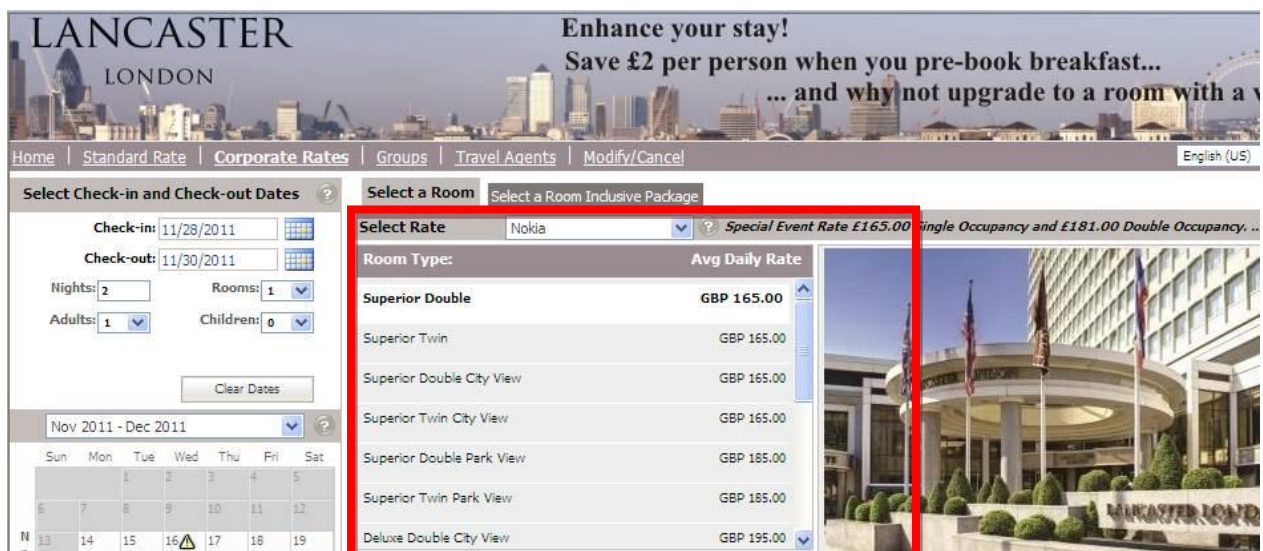 LANCASTER
LONDON
Enhance your stay!
Save £2 per person when you pre-book breakfast...
... and why not upgrade to a room with a v
Home | Standard Rate | Corporate Rates | Groups | Travel Agents | Modify/Cancel
English (US)
Select Check-in and Check-out Dates ?
Check-in: 11/28/2011
Check-out: 11/30/2011
Nights: 2 Rooms: 1
Adults: 1 Children: 0
Clear Dates
Nov 2011 - Dec 2011 ?
Sun Mon Tue Wed Thu Fri Sat
1 2 3 4 5
6 7 8 9 10 11 12
N 13 14 15 16 17 18 19
Select a Room Select a Room Inclusive Package
Select Rate Nokia ? Special Event Rate £165.00 Single Occupancy and £181.00 Double Occupancy. ..
Room Type: Avg Daily Rate
Superior Double GBP 165.00
Superior Twin GBP 165.00
Superior Double City View GBP 165.00
Superior Twin City View GBP 165.00
Superior Double Park View GBP 185.00
Superior Twin Park View GBP 185.00
Deluxe Double City View GBP 195.00
LANCASTER LOND